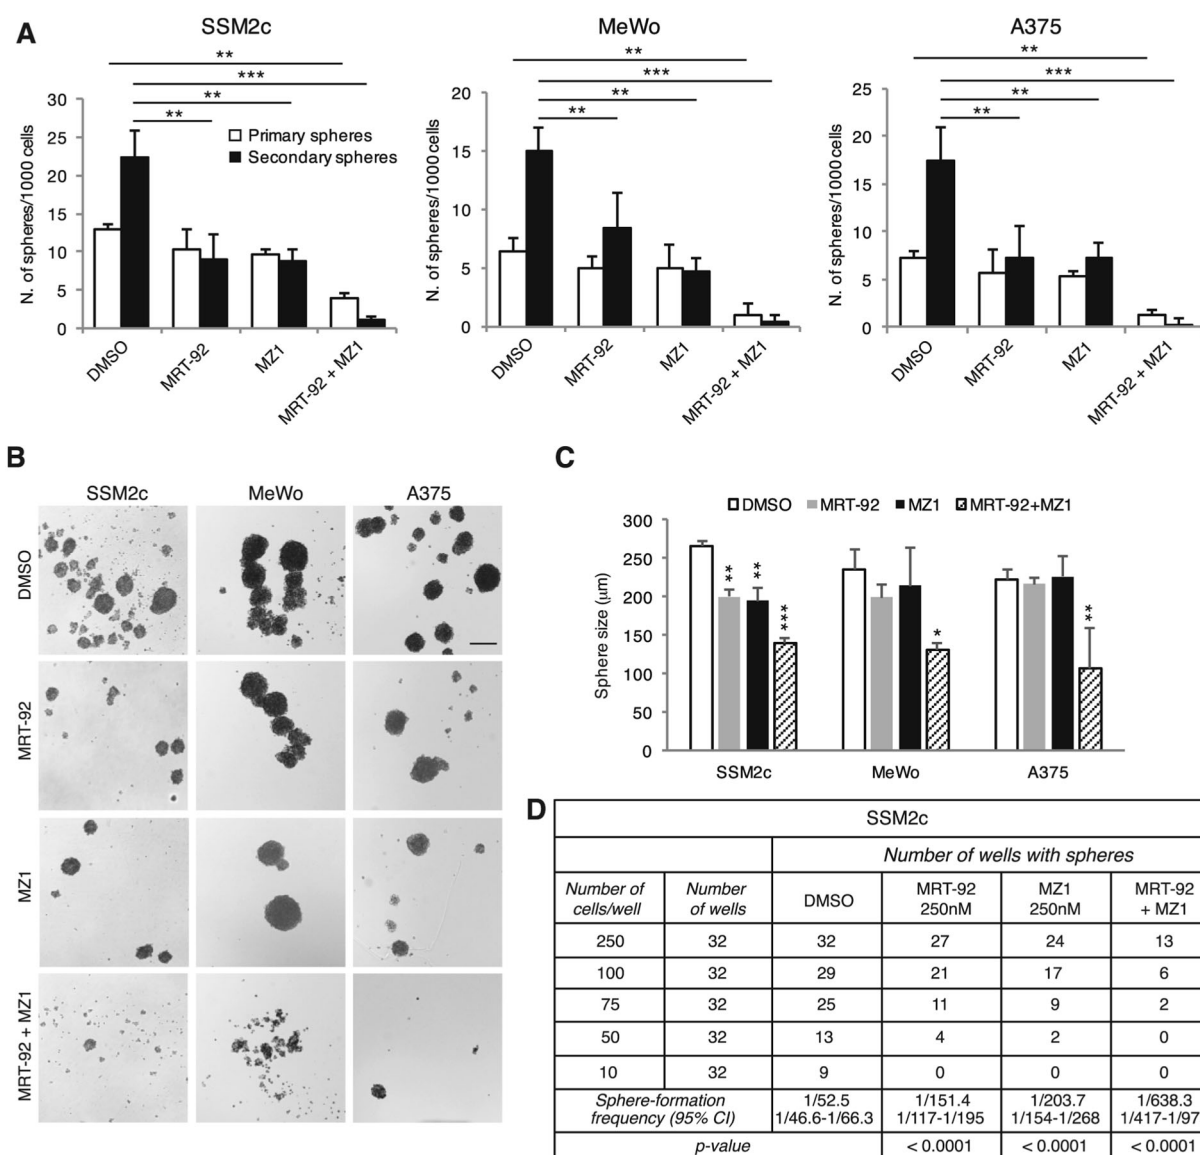 A
SSM2c
MeWo
A375
**
***
**
**
**
***
**
**
**
***
**
**
N. of spheres/1000 cells
30
25
20
15
10
5
0
Primary spheres
Secondary spheres
DMSO
MRT-92
MZ1
MRT-92 + MZ1
N. of spheres/1000 cells
20
15
10
5
0
DMSO
MRT-92
MZ1
MRT-92 + MZ1
N. of spheres/1000 cells
25
20
15
10
5
0
DMSO
MRT-92
MZ1
MRT-92 + MZ1
B
SSM2c
MeWo
A375
DMSO
MRT-92
MZ1
MRT-92 + MZ1
C
DMSO
MRT-92
MZ1
MRT-92+MZ1
Sphere size (µm)
300
250
200
150
100
50
0
**
**
***
*
**
SSM2c
MeWo
A375
D
SSM2c
Number of wells with spheres
Number of cells/well
Number of wells
DMSO
MRT-92 250nM
MZ1 250nM
MRT-92 + MZ1
250 32 32 27 24 13
100 32 29 21 17 6
75 32 25 11 9 2
50 32 13 4 2 0
10 32 9 0 0 0
Sphere-formation frequency (95% CI)
1/52.5 1/46.6-1/66.3
1/151.4 1/117-1/195
1/203.7 1/154-1/268
1/638.3 1/417-1/97
p-value < 0.0001 < 0.0001 < 0.0001